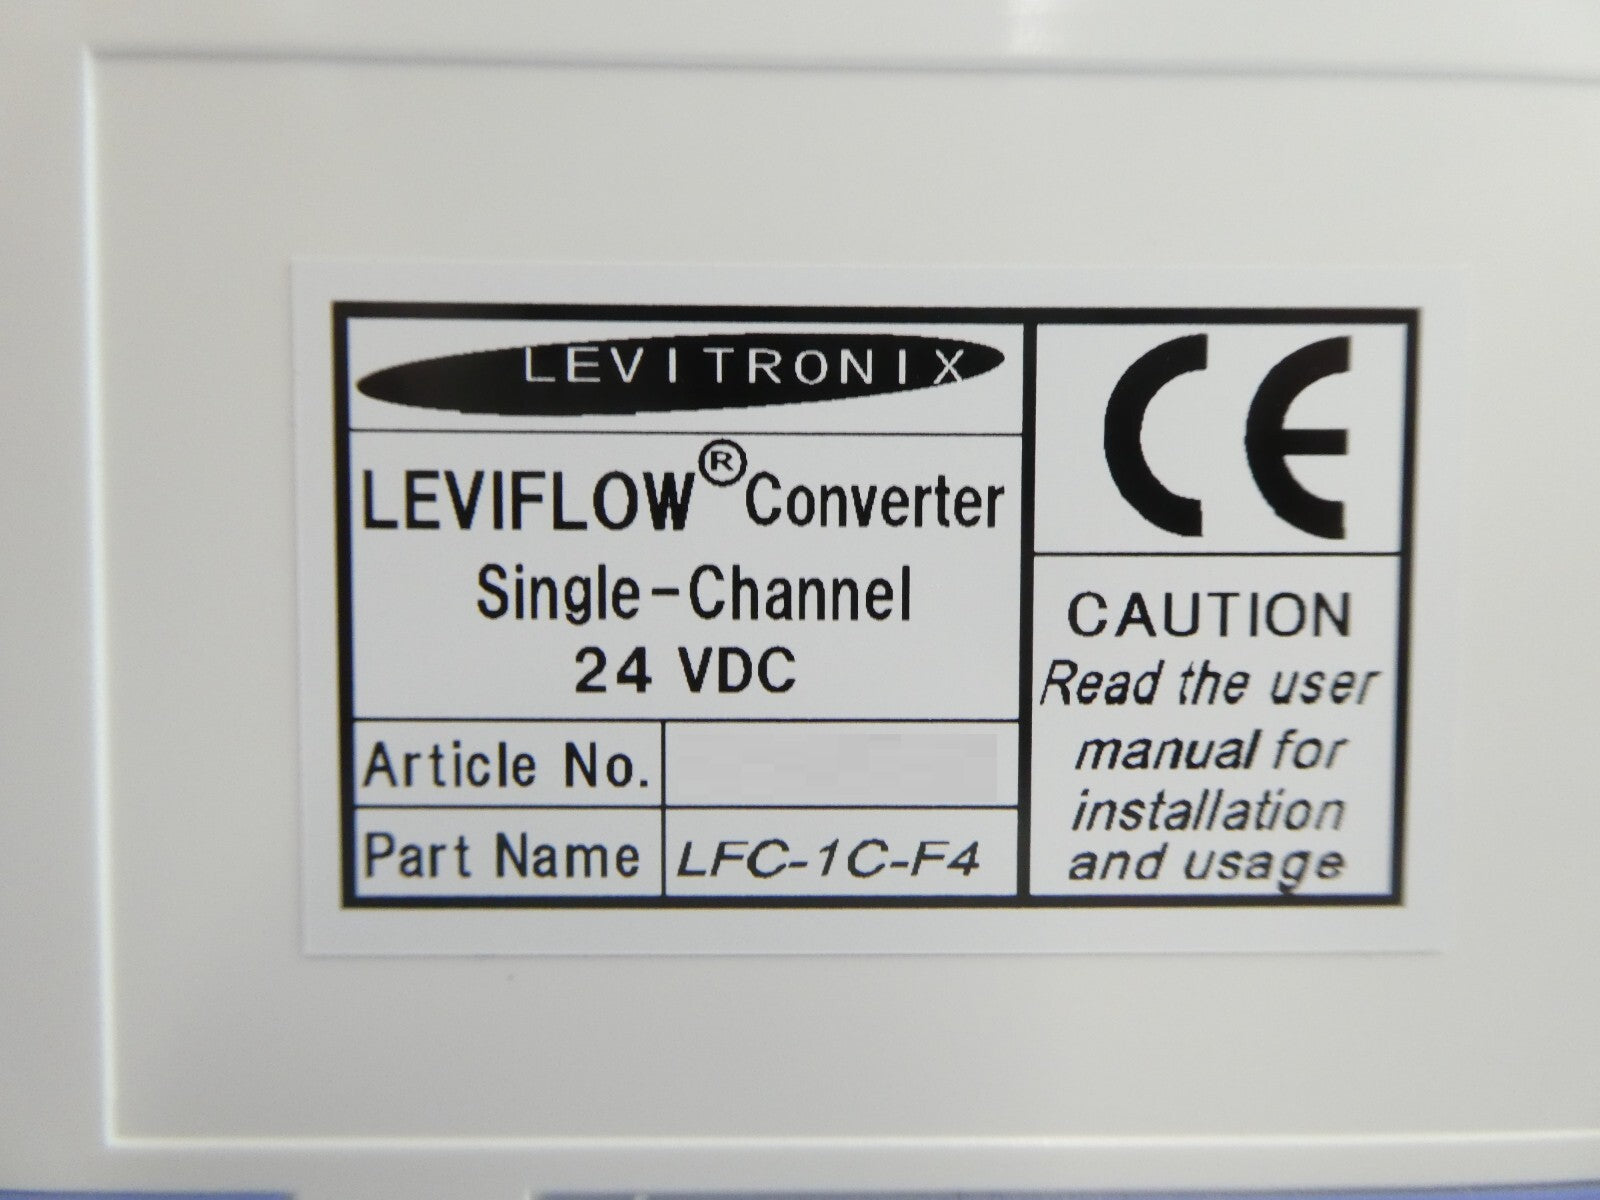 LEVITRONIX
LEVIFLOW® Converter
Single-Channel
24 VDC
Article No.
Part Name LFC-1C-F4
CE
CAUTION
Read the user
manual for
installation
and usage